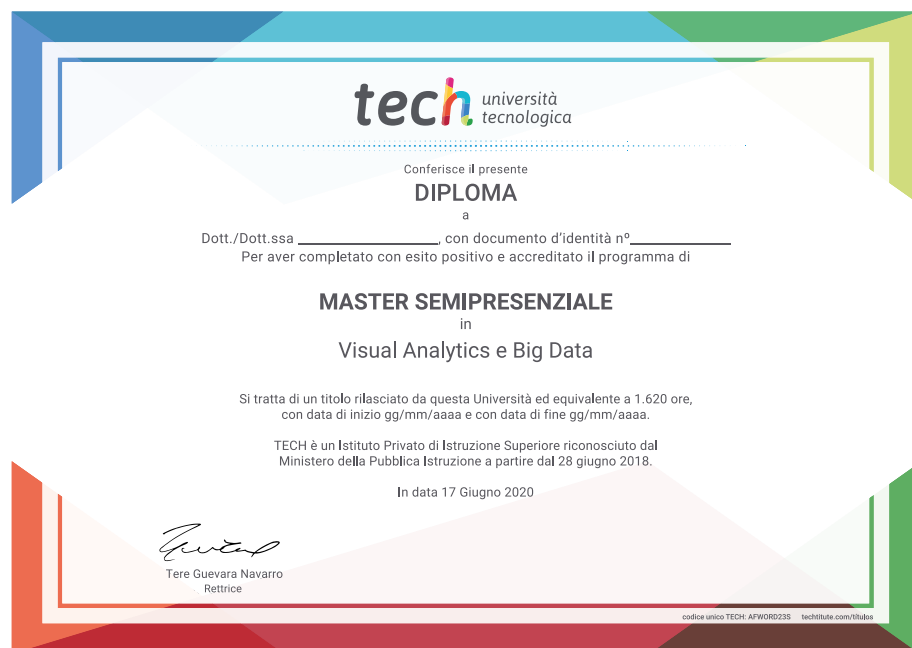 tech università
tecnologica
Conferisce il presente
DIPLOMA
a
Dott./Dott.ssa _________________, con documento d'identità nº____________
Per aver completato con esito positivo e accreditato il programma di
MASTER SEMIPRESENZIALE
in
Visual Analytics e Big Data
Si tratta di un titolo rilasciato da questa Università ed equivalente a 1.620 ore,
con data di inizio gg/mm/aaaa e con data di fine gg/mm/aaaa.
TECH è un Istituto Privato di Istruzione Superiore riconosciuto dal
Ministero della Pubblica Istruzione a partire dal 28 giugno 2018.
In data 17 Giugno 2020
Tere Guevara Navarro
Rettrice
codice unico TECH: AFWORD23S techtitute.com/titulos